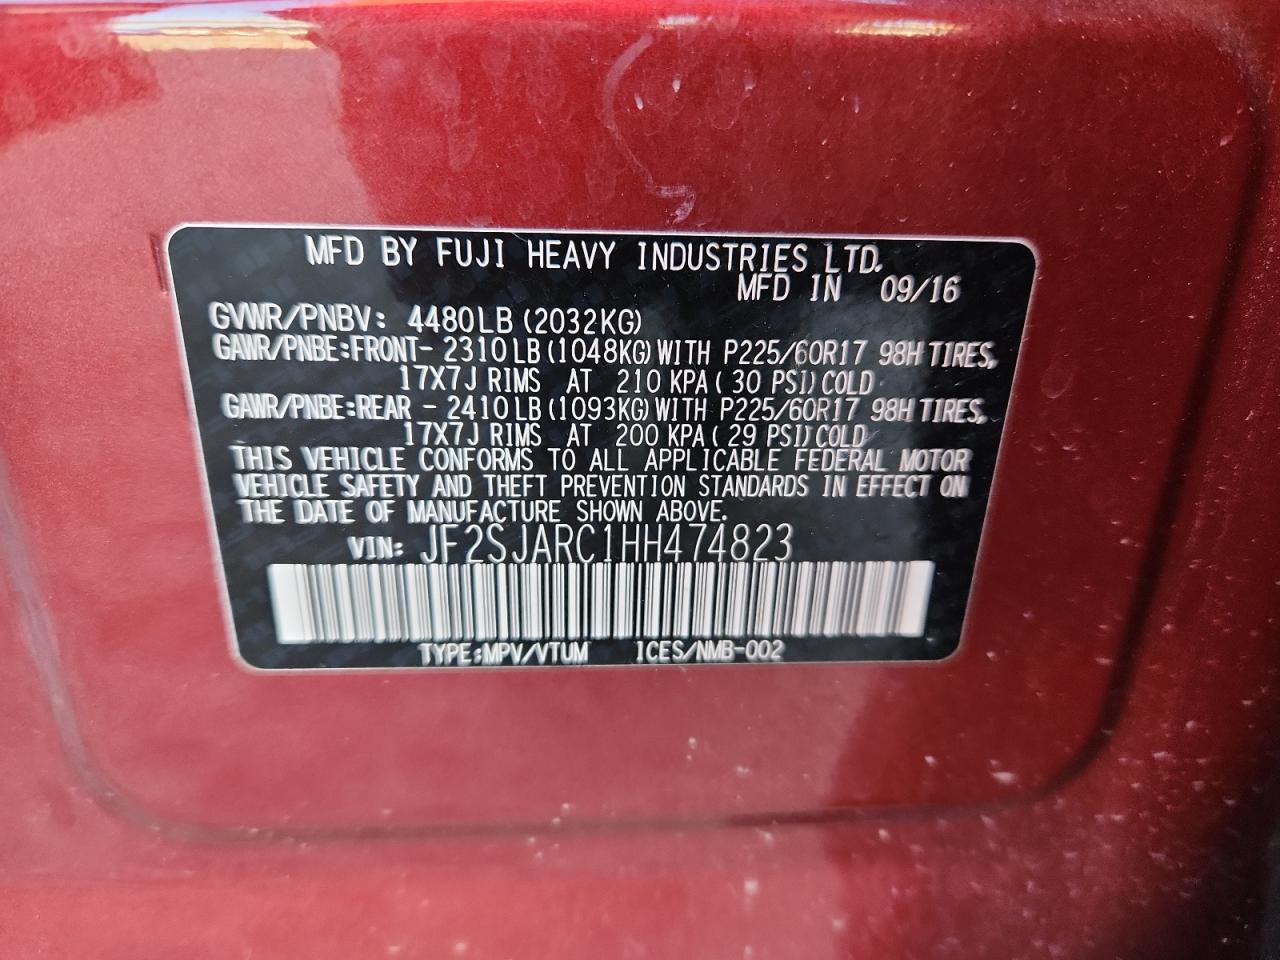 MFD BY FUJI HEAVY INDUSTRIES LTD.
MFD IN 09/16
GVWR/PNBV: 4480LB (2032KG)
GAWR/PNBE:FRONT- 2310LB (1048KG) WITH P225/60R17 98H TIRES,
17X7J RIMS AT 210 KPA ( 30 PSI) COLD
GAWR/PNBE:REAR - 2410LB (1093KG) WITH P225/60R17 98H TIRES,
17X7J RIMS AT 200 KPA ( 29 PSI) COLD
THIS VEHICLE CONFORMS TO ALL APPLICABLE FEDERAL MOTOR
VEHICLE SAFETY AND THEFT PREVENTION STANDARDS IN EFFECT ON
THE DATE OF MANUFACTURE SHOWN ABOVE.
VIN: JF2SJARC1HH474823
TYPE:MPV/VTUM ICES/NMB-002